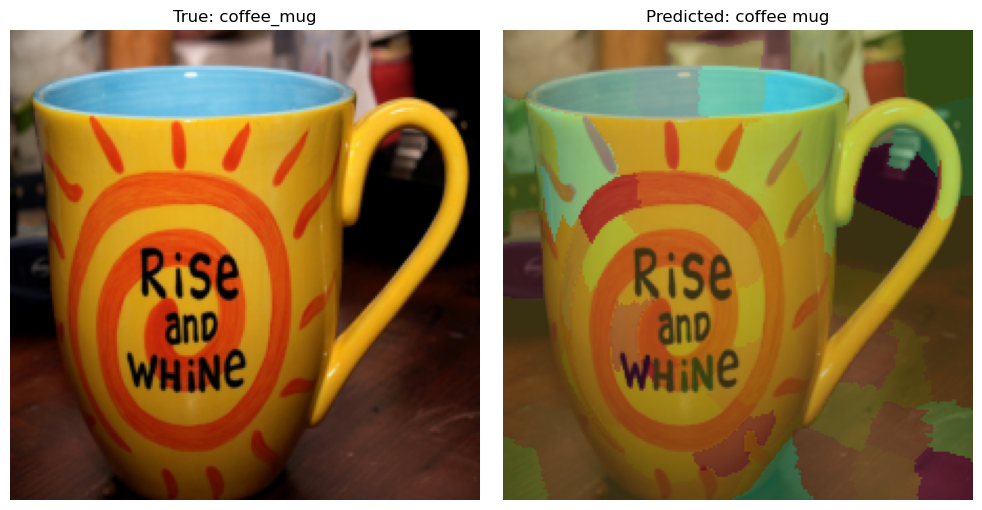 True: coffee_mug
Predicted: coffee mug
RiSe
and
WHiNe
RiSe
and
WHiNe